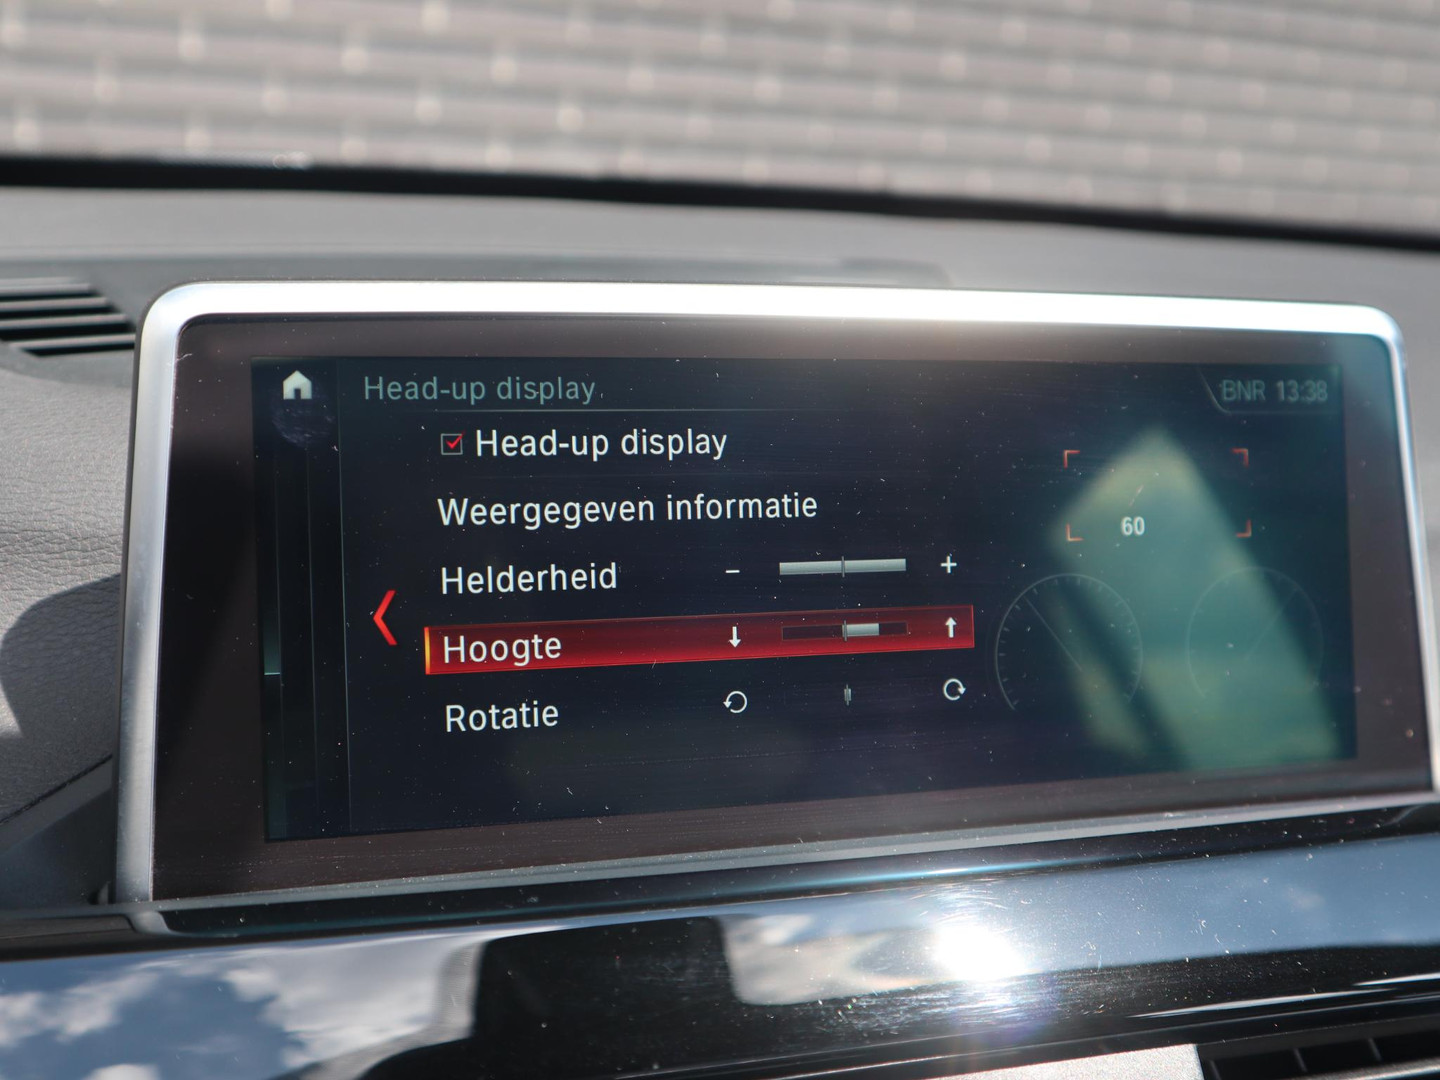 Head-up display
BNR 13:38
Head-up display
Weergegeven informatie
Helderheid - +
Hoogte
Rotatie
60